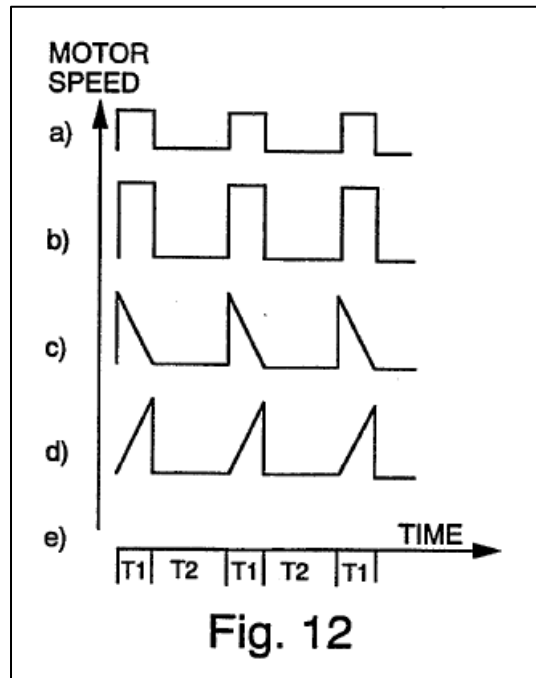 MOTOR
SPEED
a)
b)
c)
d)
e)
TIME
T1 T2 T1 T2 T1
Fig. 12